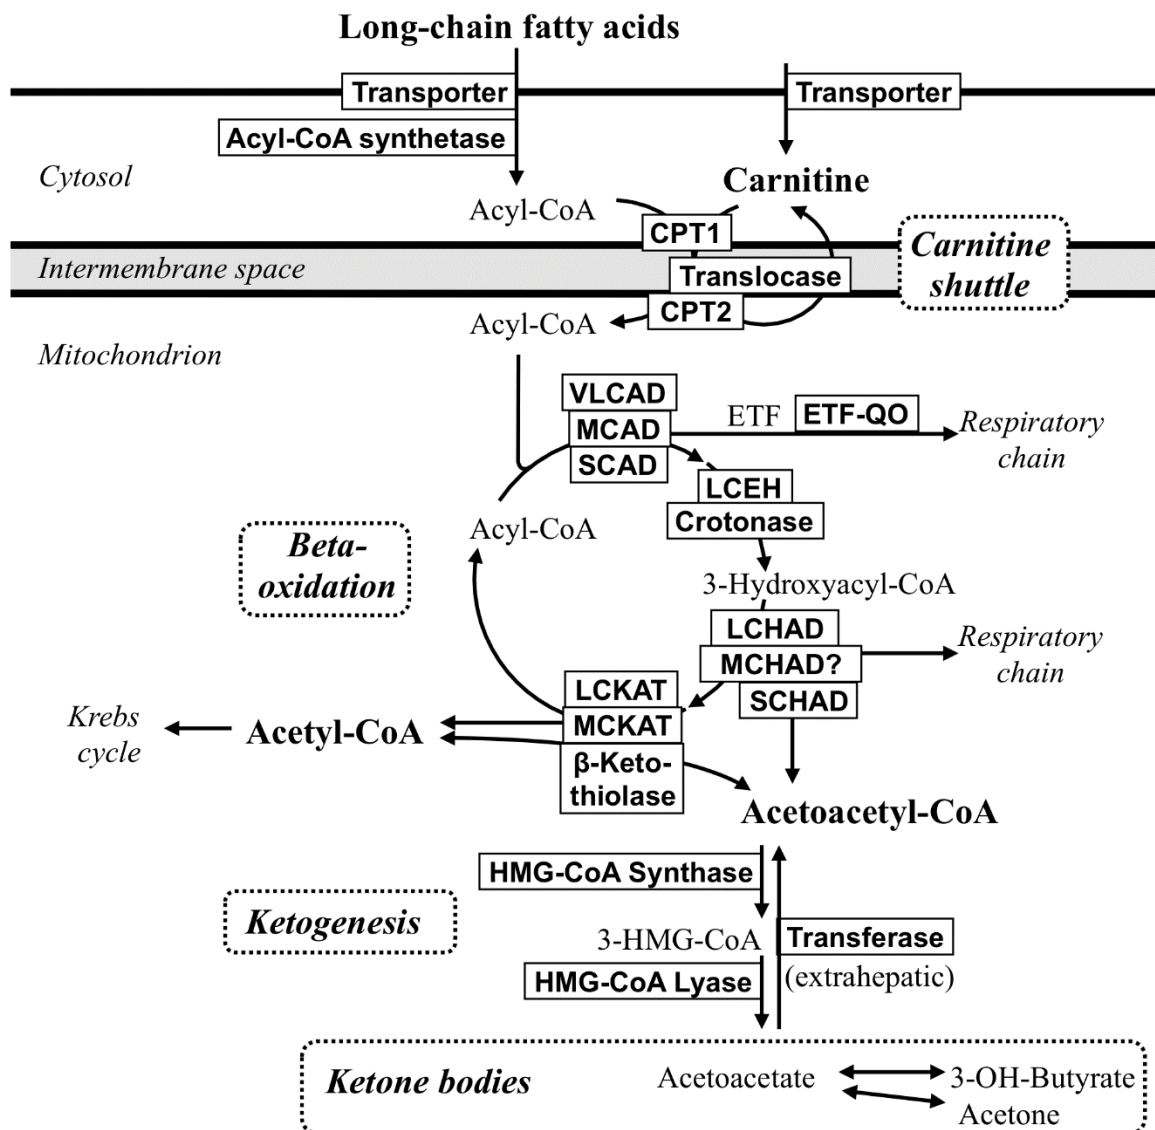 Long-chain fatty acids
Transporter
Transporter
Acyl-CoA synthetase
Cytosol
Carnitine
Acyl-CoA
CPT1
Carnitine
shuttle
Intermembrane space
Translocase
CPT2
Acyl-CoA
Mitochondrion
VLCAD
MCAD
SCAD
ETF
ETF-QO
Respiratory
chain
LCEH
Crotonase
Acyl-CoA
Beta-
oxidation
3-Hydroxyacyl-CoA
LCHAD
MCHAD?
SCHAD
Respiratory
chain
LCKAT
MCKAT
β-Keto-
thiolase
Krebs
cycle
Acetyl-CoA
Acetoacetyl-CoA
HMG-CoA Synthase
Ketogenesis
3-HMG-CoA
Transferase
(extrahepatic)
HMG-CoA Lyase
Ketone bodies
Acetoacetate
3-OH-Butyrate
Acetone